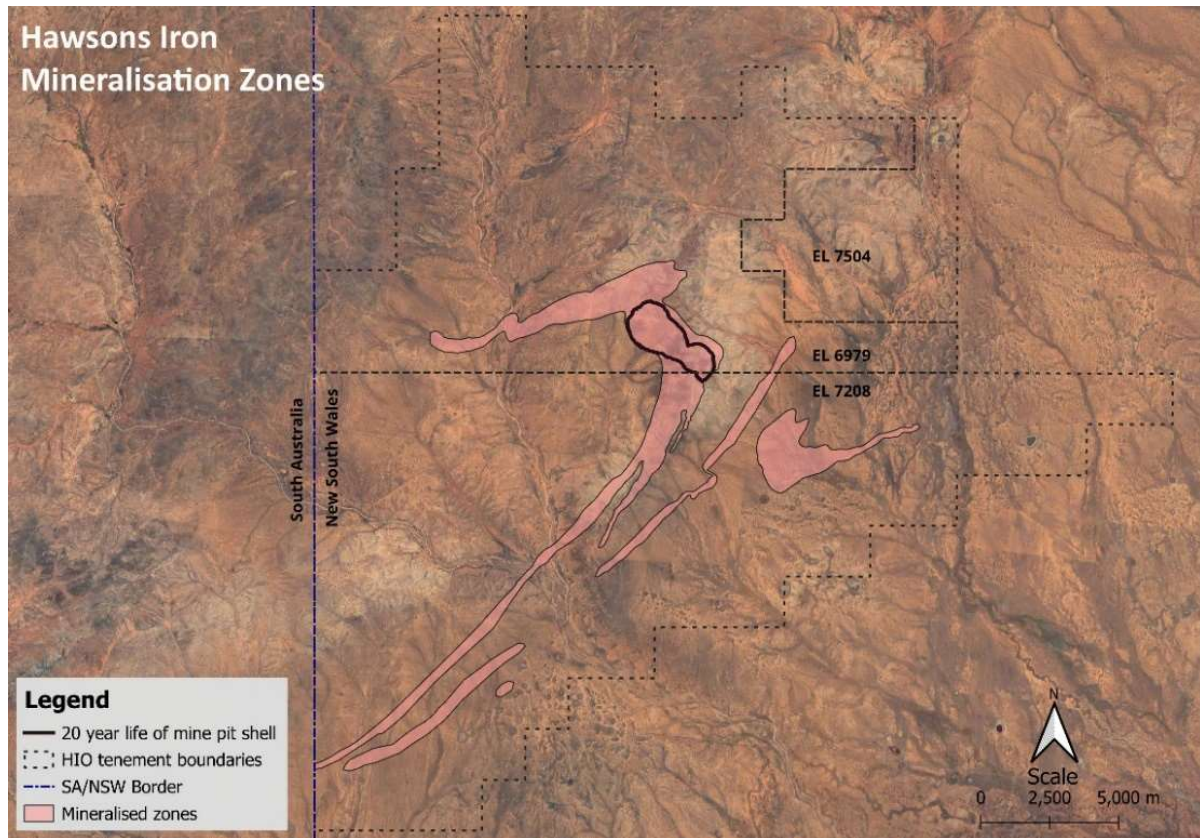 Hawsons Iron
Mineralisation Zones
EL 7504
EL 6979
EL 7208
South Australia
New South Wales
Legend
20 year life of mine pit shell
HIO tenement boundaries
SA/NSW Border
Mineralised zones
N
Scale
0 2,500 5,000 m